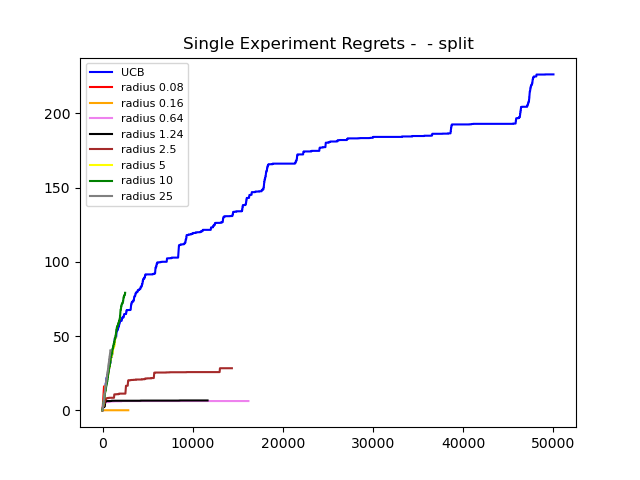 Single Experiment Regrets -  - split
UCB
radius 0.08
radius 0.16
radius 0.64
radius 1.24
radius 2.5
radius 5
radius 10
radius 25
200
150
100
50
0
0 10000 20000 30000 40000 50000